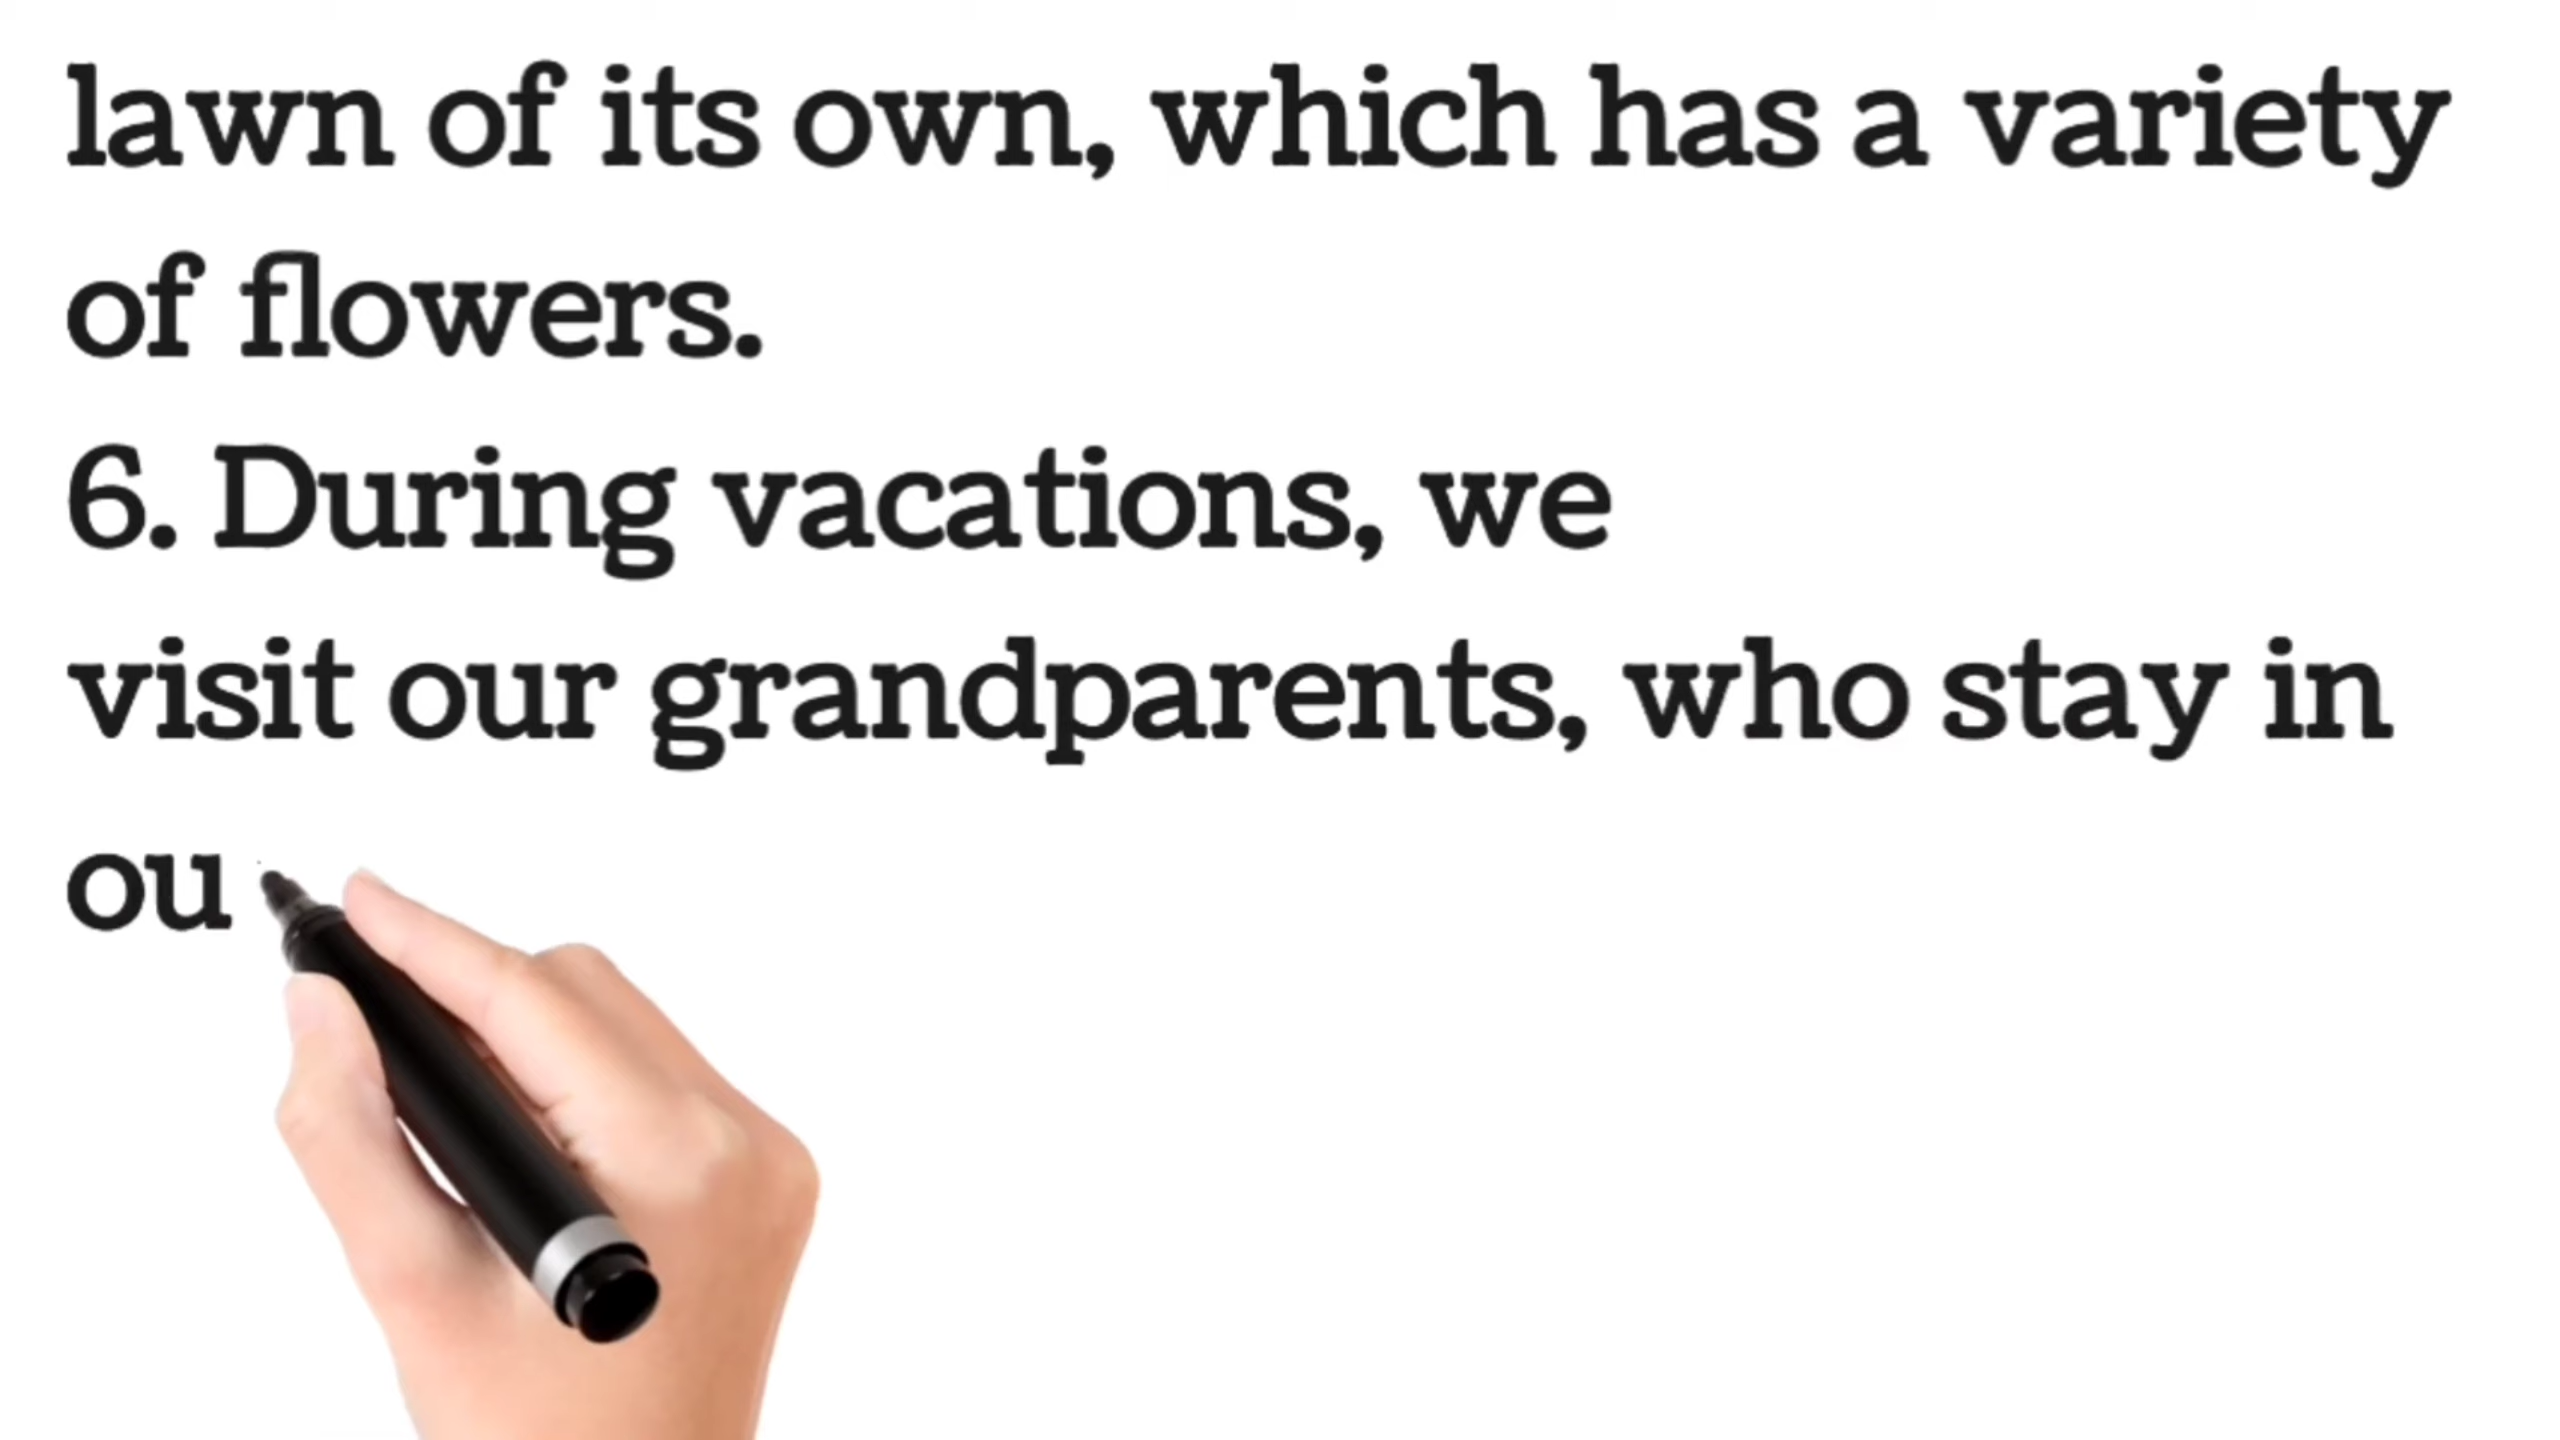 lawn of its own, which has a variety
of flowers.
6. During vacations, we
visit our grandparents, who stay in
ou